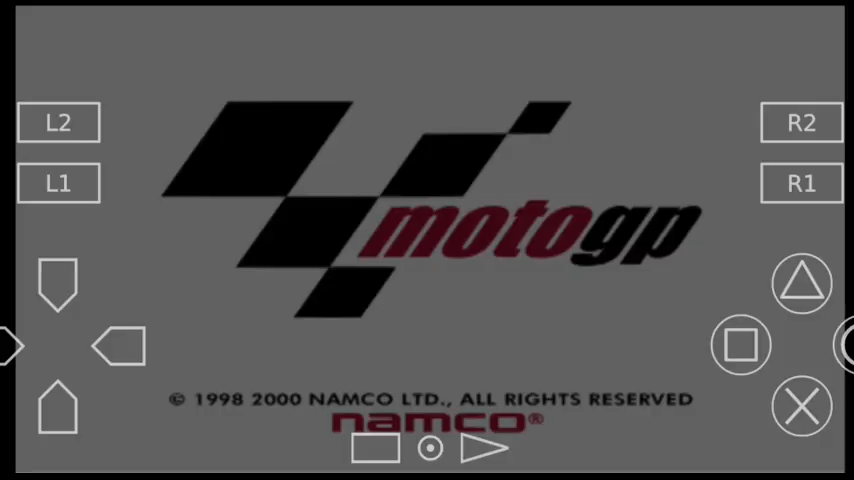 L2
R2
L1
R1
motogp
© 1998 2000 NAMCO LTD., ALL RIGHTS RESERVED
namco®